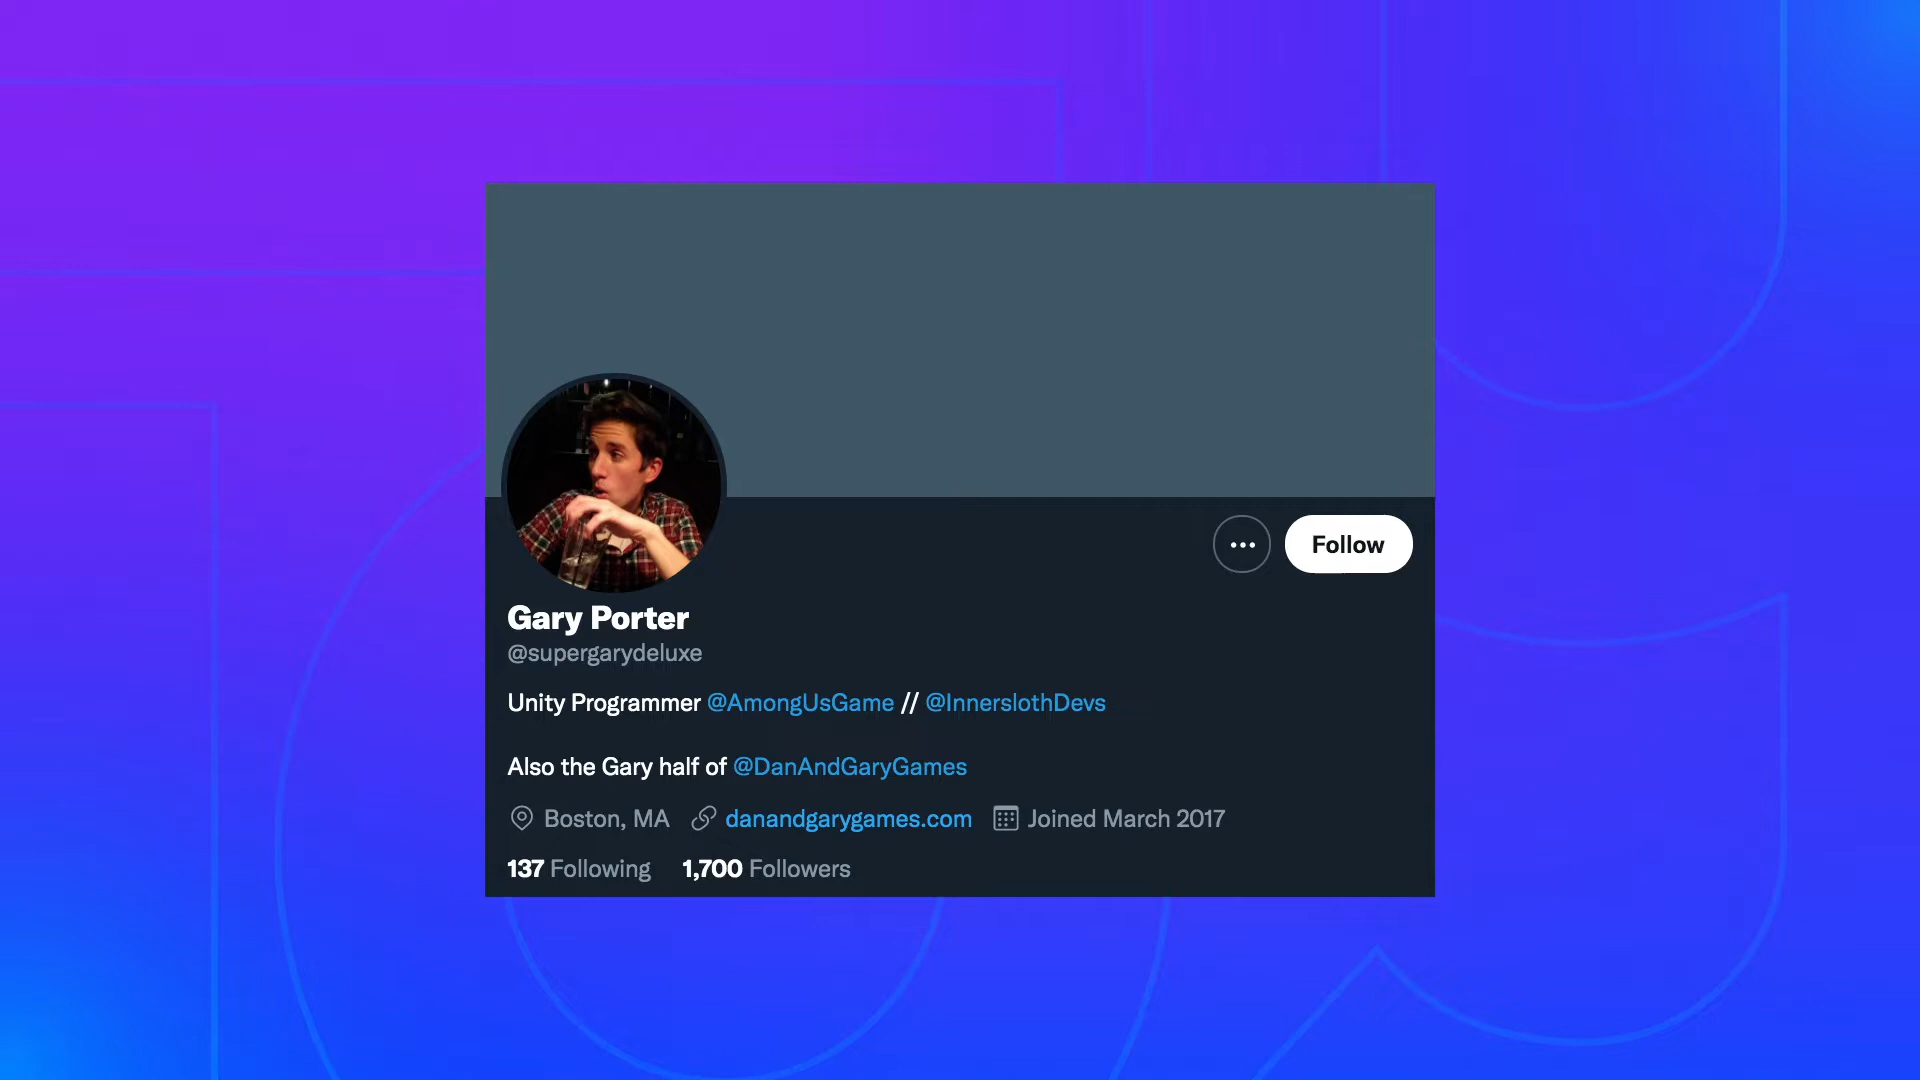 Follow
Gary Porter
@supergarydeluxe
Unity Programmer @AmongUsGame // @InnerslothDevs
Also the Gary half of @DanAndGaryGames
Boston, MA danandgarygames.com Joined March 2017
137 Following 1,700 Followers